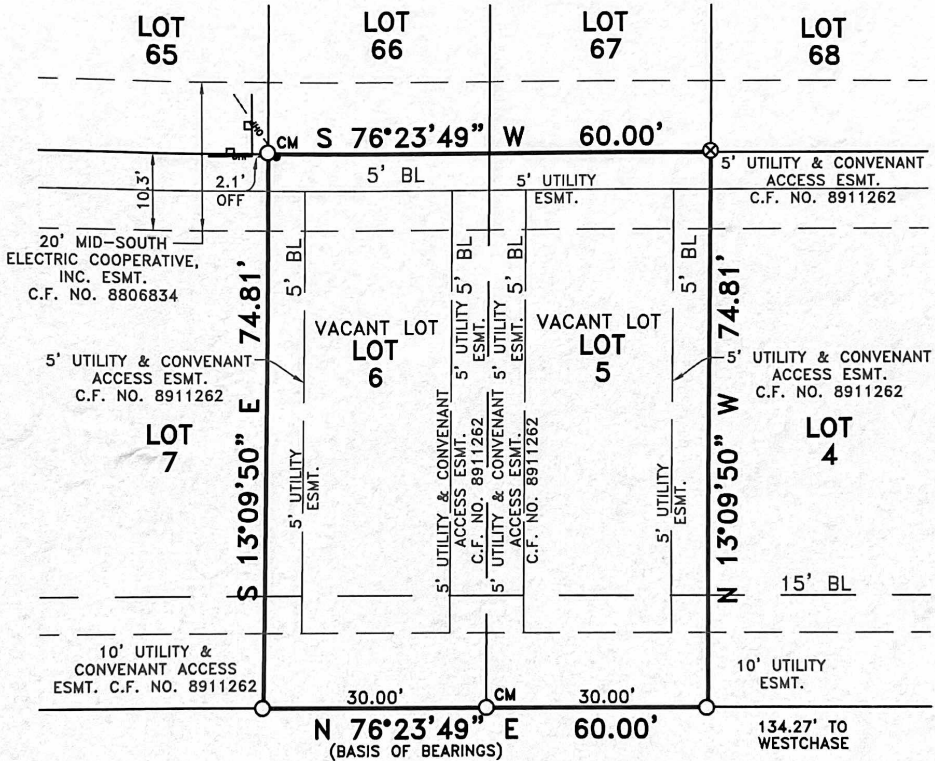 LOT
65
LOT
66
LOT
67
LOT
68
CM
S 76°23'49" W 60.00'
5' BL
5' UTILITY
ESMT.
5' UTILITY & CONVENANT
ACCESS ESMT.
C.F. NO. 8911262
10.3'
2.1'
OFF
20' MID-SOUTH
ELECTRIC COOPERATIVE,
INC. ESMT.
C.F. NO. 8806834
S 13°09'50" E 74.81'
5' BL
5' BL
5' BL
5' BL
N 13°09'50" W 74.81'
VACANT LOT
LOT
6
5' UTILITY
ESMT.
5' UTILITY
ESMT.
VACANT LOT
LOT
5
5' UTILITY & CONVENANT
ACCESS ESMT.
C.F. NO. 8911262
5' UTILITY & CONVENANT
ACCESS ESMT.
C.F. NO. 8911262
LOT
7
LOT
4
5' UTILITY
ESMT.
5' UTILITY & CONVENANT
ACCESS ESMT.
C.F. NO. 8911262
5' UTILITY & CONVENANT
ACCESS ESMT.
C.F. NO. 8911262
5' UTILITY
ESMT.
15' BL
10' UTILITY &
CONVENANT ACCESS
ESMT. C.F. NO. 8911262
10' UTILITY
ESMT.
30.00'
CM
30.00'
N 76°23'49" E 60.00'
(BASIS OF BEARINGS)
134.27' TO
WESTCHASE